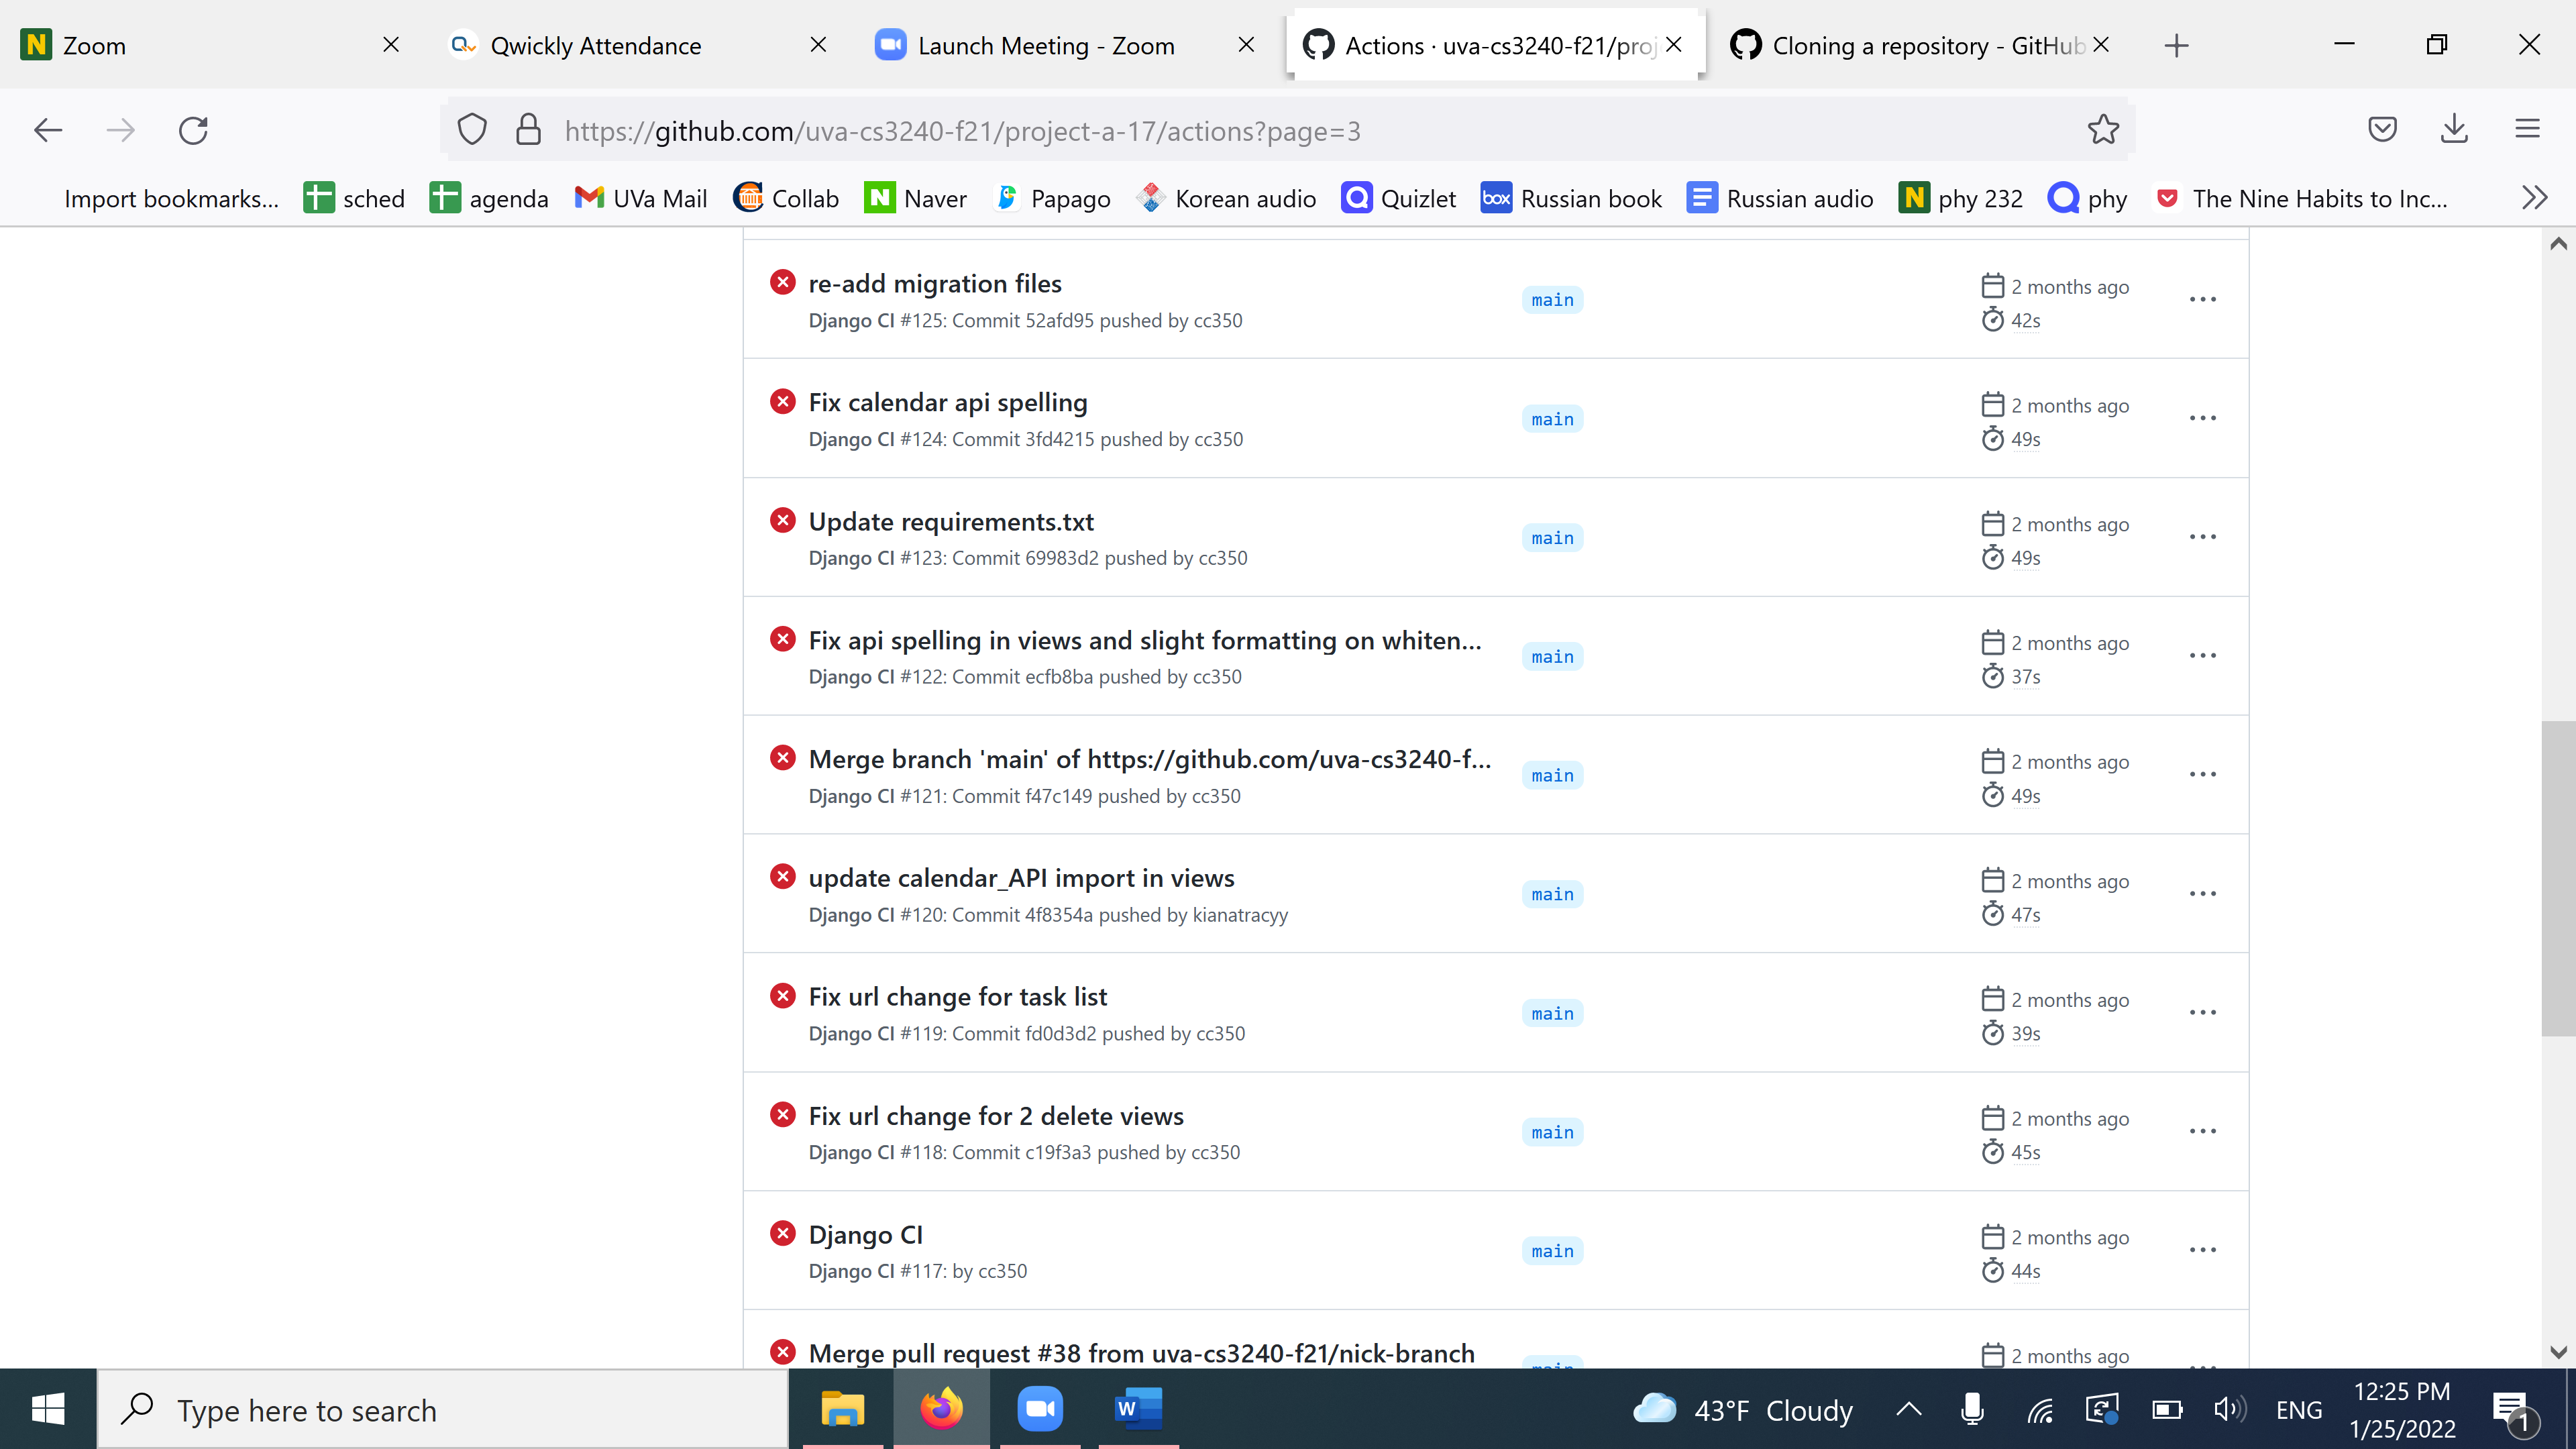 Zoom
Qwickly Attendance
Launch Meeting - Zoom
Actions · uva-cs3240-f21/proj
Cloning a repository - GitHub
https://github.com/uva-cs3240-f21/project-a-17/actions?page=3
Import bookmarks... sched agenda UVa Mail Collab Naver Papago Korean audio Quizlet box Russian book Russian audio phy 232 phy The Nine Habits to Inc...
re-add migration files
Django CI #125: Commit 52afd95 pushed by cc350
main
2 months ago
42s
Fix calendar api spelling
Django CI #124: Commit 3fd4215 pushed by cc350
main
2 months ago
49s
Update requirements.txt
Django CI #123: Commit 69983d2 pushed by cc350
main
2 months ago
49s
Fix api spelling in views and slight formatting on whiten...
Django CI #122: Commit ecfb8ba pushed by cc350
main
2 months ago
37s
Merge branch 'main' of https://github.com/uva-cs3240-f...
Django CI #121: Commit f47c149 pushed by cc350
main
2 months ago
49s
update calendar_API import in views
Django CI #120: Commit 4f8354a pushed by kianatracyy
main
2 months ago
47s
Fix url change for task list
Django CI #119: Commit fd0d3d2 pushed by cc350
main
2 months ago
39s
Fix url change for 2 delete views
Django CI #118: Commit c19f3a3 pushed by cc350
main
2 months ago
45s
Django CI
Django CI #117: by cc350
main
2 months ago
44s
Merge pull request #38 from uva-cs3240-f21/nick-branch
main
2 months ago
Type here to search
43°F Cloudy
ENG
12:25 PM
1/25/2022
1